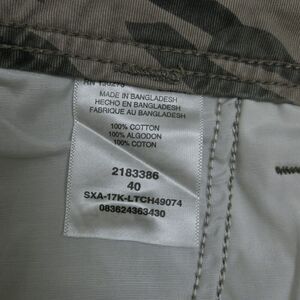 MADE IN BANGLADESH
HECHO EN BANGLADESH
FABRIQUE AU BANGLADESH
100% COTTON
100% ALGODON
100% COTON
2183386
40
SXA-17K-LTCH49074
083624363430